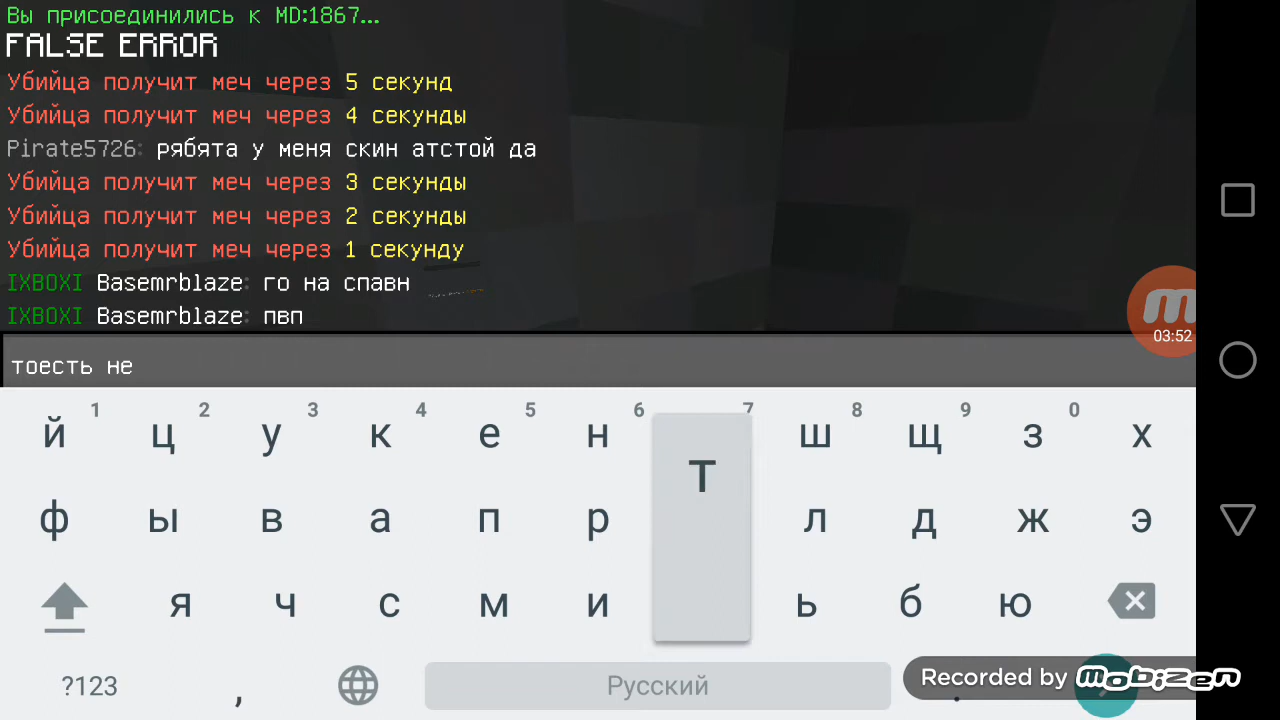 Вы присоединились к MD:1867...
FALSE ERROR
Убийца получит меч через 5 секунд
Убийца получит меч через 4 секунды
Pirate5726: рябята у меня скин атстой да
Убийца получит меч через 3 секунды
Убийца получит меч через 2 секунды
Убийца получит меч через 1 секунду
IXBOXI Basemrblaze: го на спавн
IXBOXI Basemrblaze: пвп
03:52
тоесть не
1 2 3 4 5 6 7 8 9 0
й ц у к е н ш щ з х
ф ы в а п р т л д ж э
я ч с м и ь б ю
?123 , Русский .
Recorded by mobizen